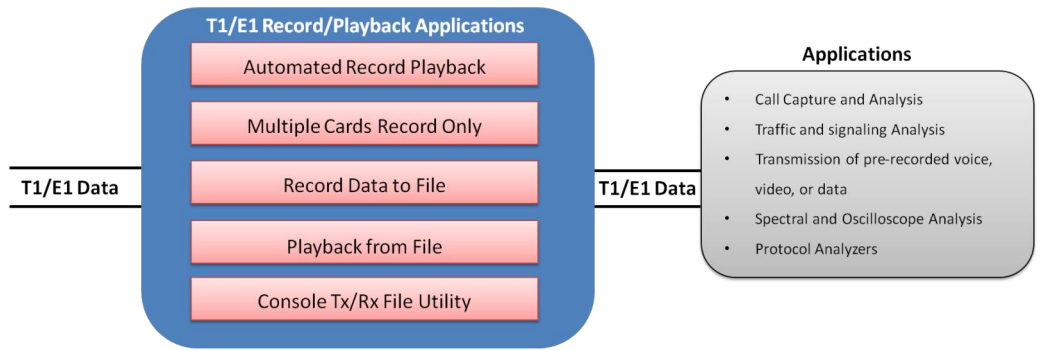 T1/E1 Record/Playback Applications
Automated Record Playback
Multiple Cards Record Only
Record Data to File
Playback from File
Console Tx/Rx File Utility
T1/E1 Data
T1/E1 Data
Applications
• Call Capture and Analysis
• Traffic and signaling Analysis
• Transmission of pre-recorded voice,
video, or data
• Spectral and Oscilloscope Analysis
• Protocol Analyzers